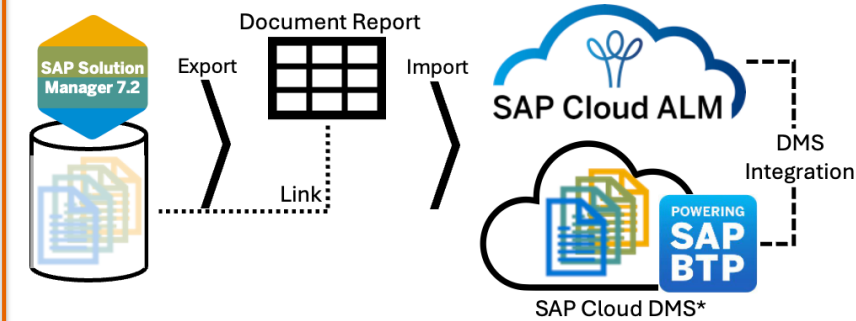 Document Report
SAP Solution
Manager 7.2
Export
Import
SAP Cloud ALM
Link
DMS
Integration
POWERING
SAP
BTP
SAP Cloud DMS*